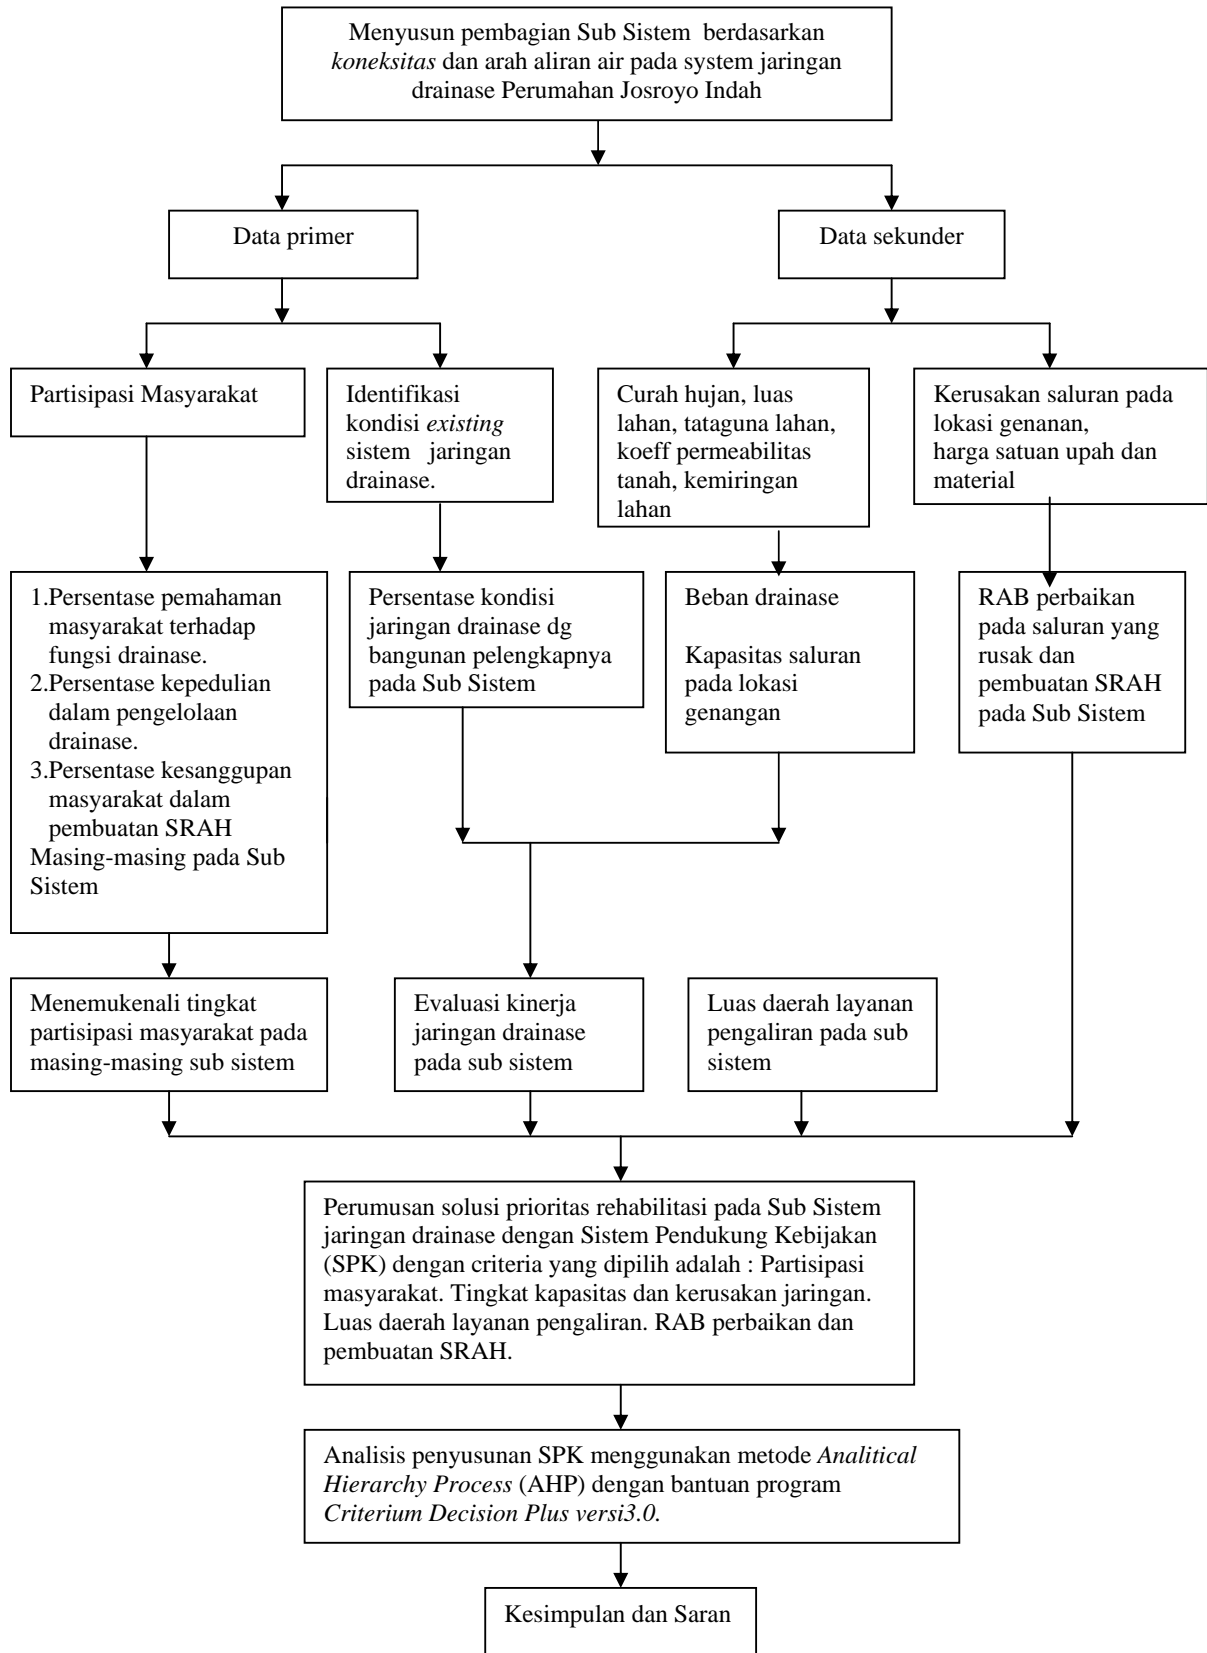 Menyusun pembagian Sub Sistem berdasarkan
koneksitas dan arah aliran air pada system jaringan
drainase Perumahan Josroyo Indah
Data primer
Data sekunder
Partisipasi Masyarakat
Identifikasi
kondisi existing
sistem jaringan
drainase.
Curah hujan, luas
lahan, tataguna lahan,
koeff permeabilitas
tanah, kemiringan
lahan
Kerusakan saluran pada
lokasi genanan,
harga satuan upah dan
material
1.Persentase pemahaman
masyarakat terhadap
fungsi drainase.
2.Persentase kepedulian
dalam pengelolaan
drainase.
3.Persentase kesanggupan
masyarakat dalam
pembuatan SRAH
Masing-masing pada Sub
Sistem
Persentase kondisi
jaringan drainase dg
bangunan pelengkapnya
pada Sub Sistem
Beban drainase
Kapasitas saluran
pada lokasi
genangan
RAB perbaikan
pada saluran yang
rusak dan
pembuatan SRAH
pada Sub Sistem
Menemukenali tingkat
partisipasi masyarakat pada
masing-masing sub sistem
Evaluasi kinerja
jaringan drainase
pada sub sistem
Luas daerah layanan
pengaliran pada sub
sistem
Perumusan solusi prioritas rehabilitasi pada Sub Sistem
jaringan drainase dengan Sistem Pendukung Kebijakan
(SPK) dengan criteria yang dipilih adalah : Partisipasi
masyarakat. Tingkat kapasitas dan kerusakan jaringan.
Luas daerah layanan pengaliran. RAB perbaikan dan
pembuatan SRAH.
Analisis penyusunan SPK menggunakan metode Analitical
Hierarchy Process (AHP) dengan bantuan program
Criterium Decision Plus versi3.0.
Kesimpulan dan Saran